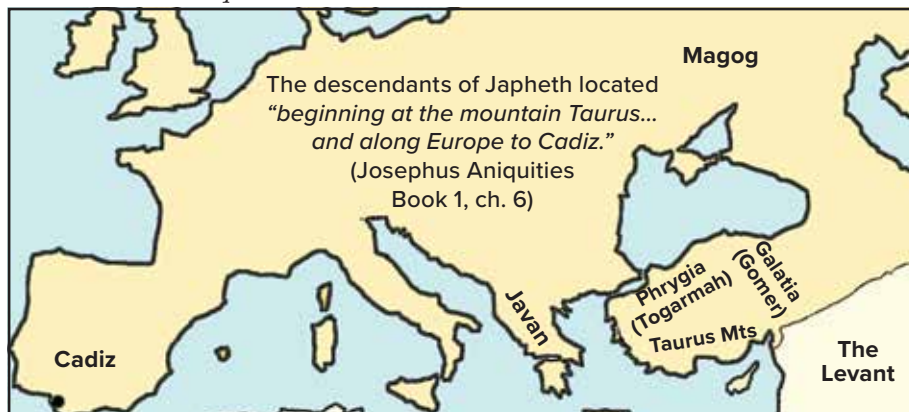 Magog
The descendants of Japheth located
“beginning at the mountain Taurus...
and along Europe to Cadiz.”
(Josephus Aniquities
Book 1, ch. 6)
Javan
Phrygia
(Togarmah)
Galatia
(Gomer)
Taurus Mts
Cadiz
The
Levant